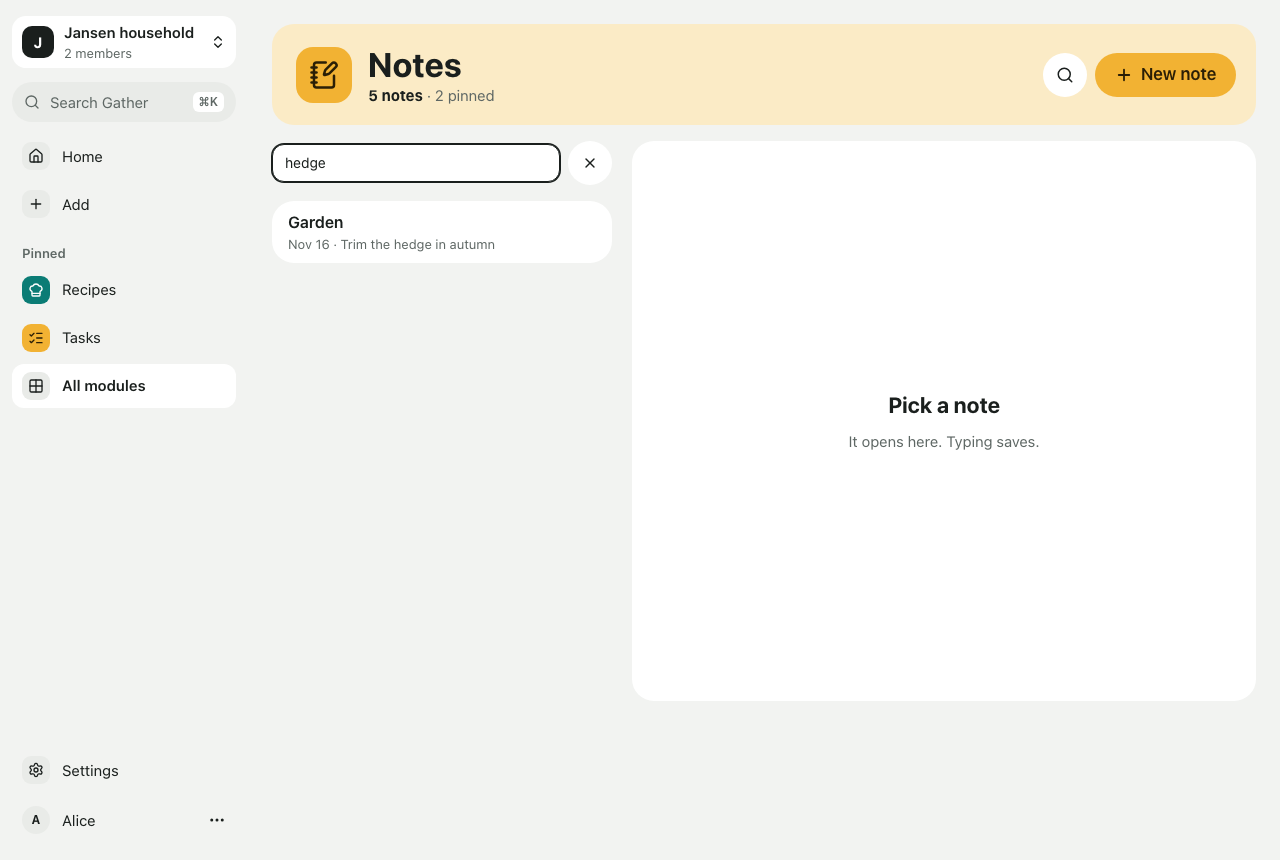 J
Jansen household
2 members
Search Gather
⌘K
Home
Add
Pinned
Recipes
Tasks
All modules
Settings
A
Alice
Notes
5 notes · 2 pinned
New note
hedge
Garden
Nov 16 · Trim the hedge in autumn
Pick a note
It opens here. Typing saves.